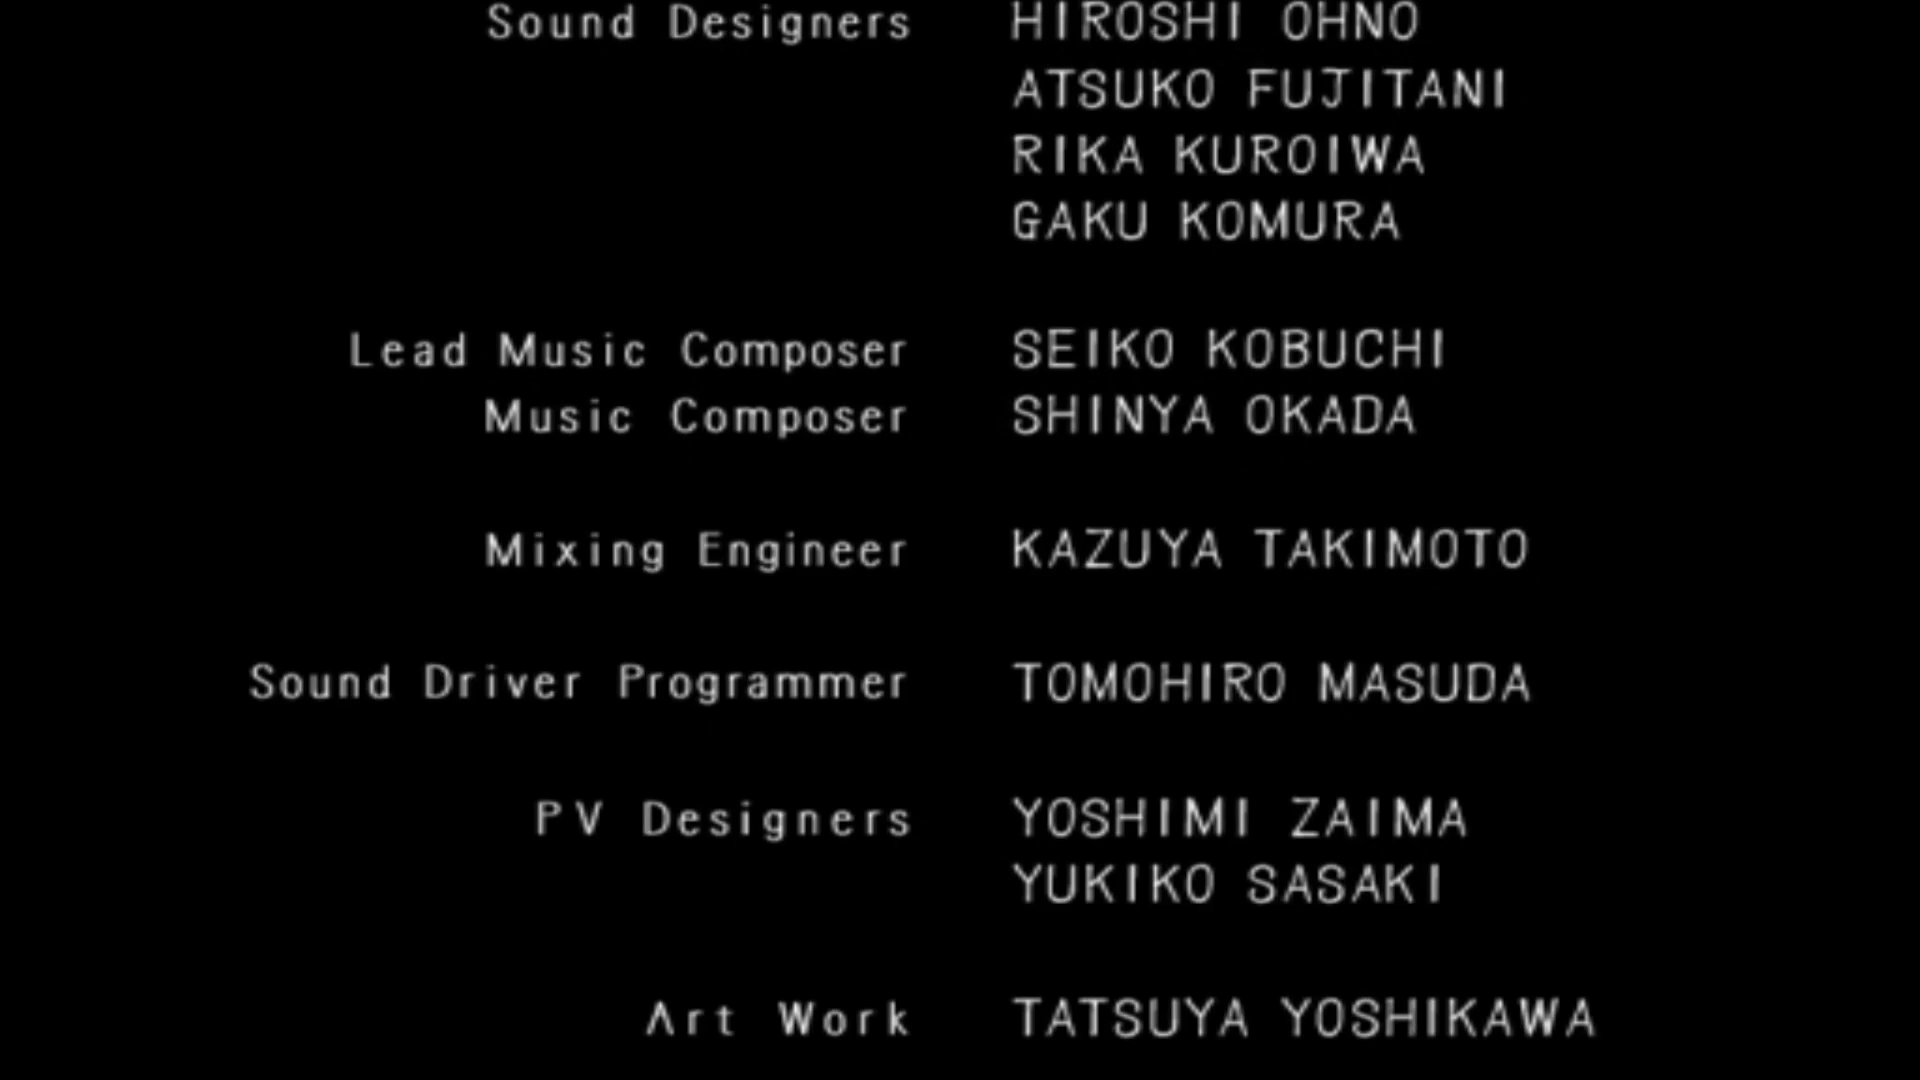 Sound Designers HIROSHI OHNO
ATSUKO FUJITANI
RIKA KUROIWA
GAKU KOMURA
Lead Music Composer SEIKO KOBUCHI
Music Composer SHINYA OKADA
Mixing Engineer KAZUYA TAKIMOTO
Sound Driver Programmer TOMOHIRO MASUDA
PV Designers YOSHIMI ZAIMA
YUKIKO SASAKI
Art Work TATSUYA YOSHIKAWA